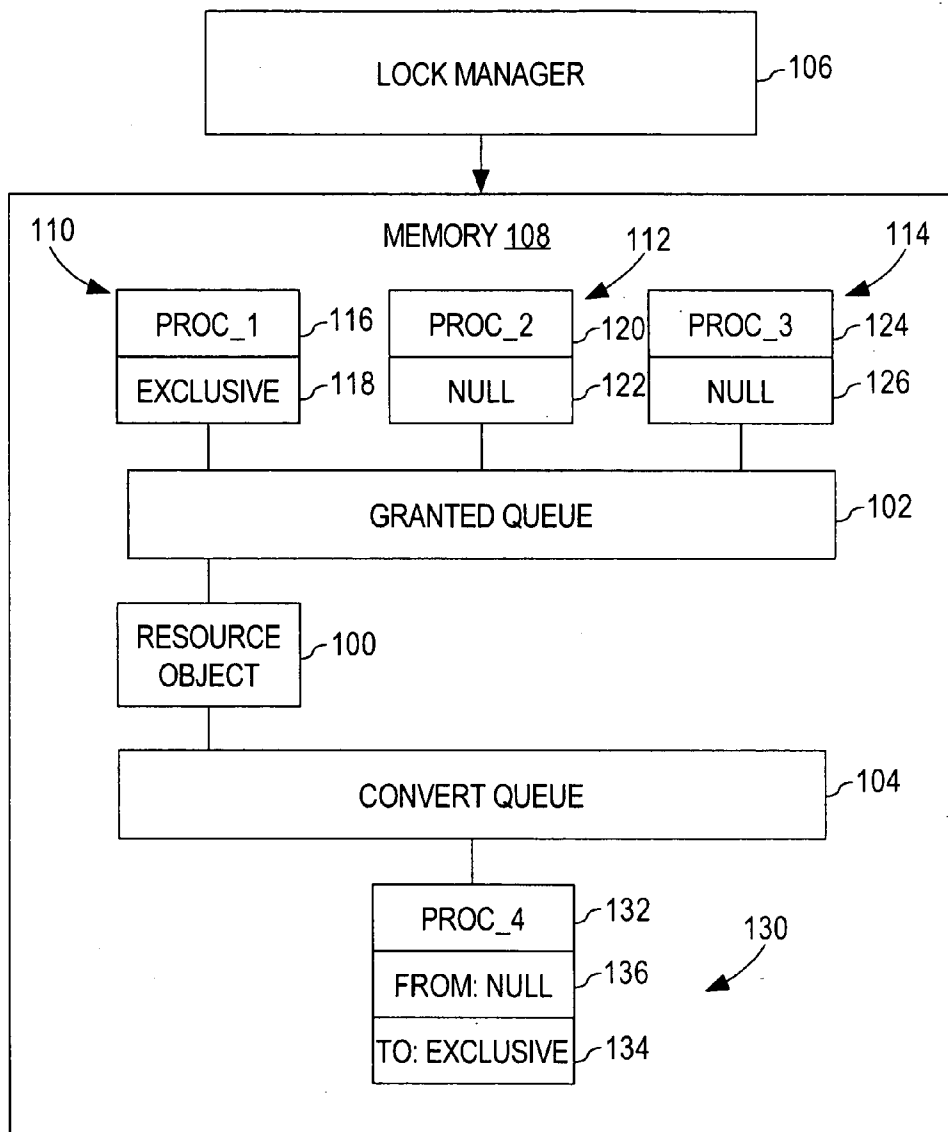 LOCK MANAGER
106
110
MEMORY 108
112
114
PROC_1
116
PROC_2
120
PROC_3
124
EXCLUSIVE
118
NULL
122
NULL
126
GRANTED QUEUE
102
RESOURCE
OBJECT
100
CONVERT QUEUE
104
PROC_4
132
130
FROM: NULL
136
TO: EXCLUSIVE
134